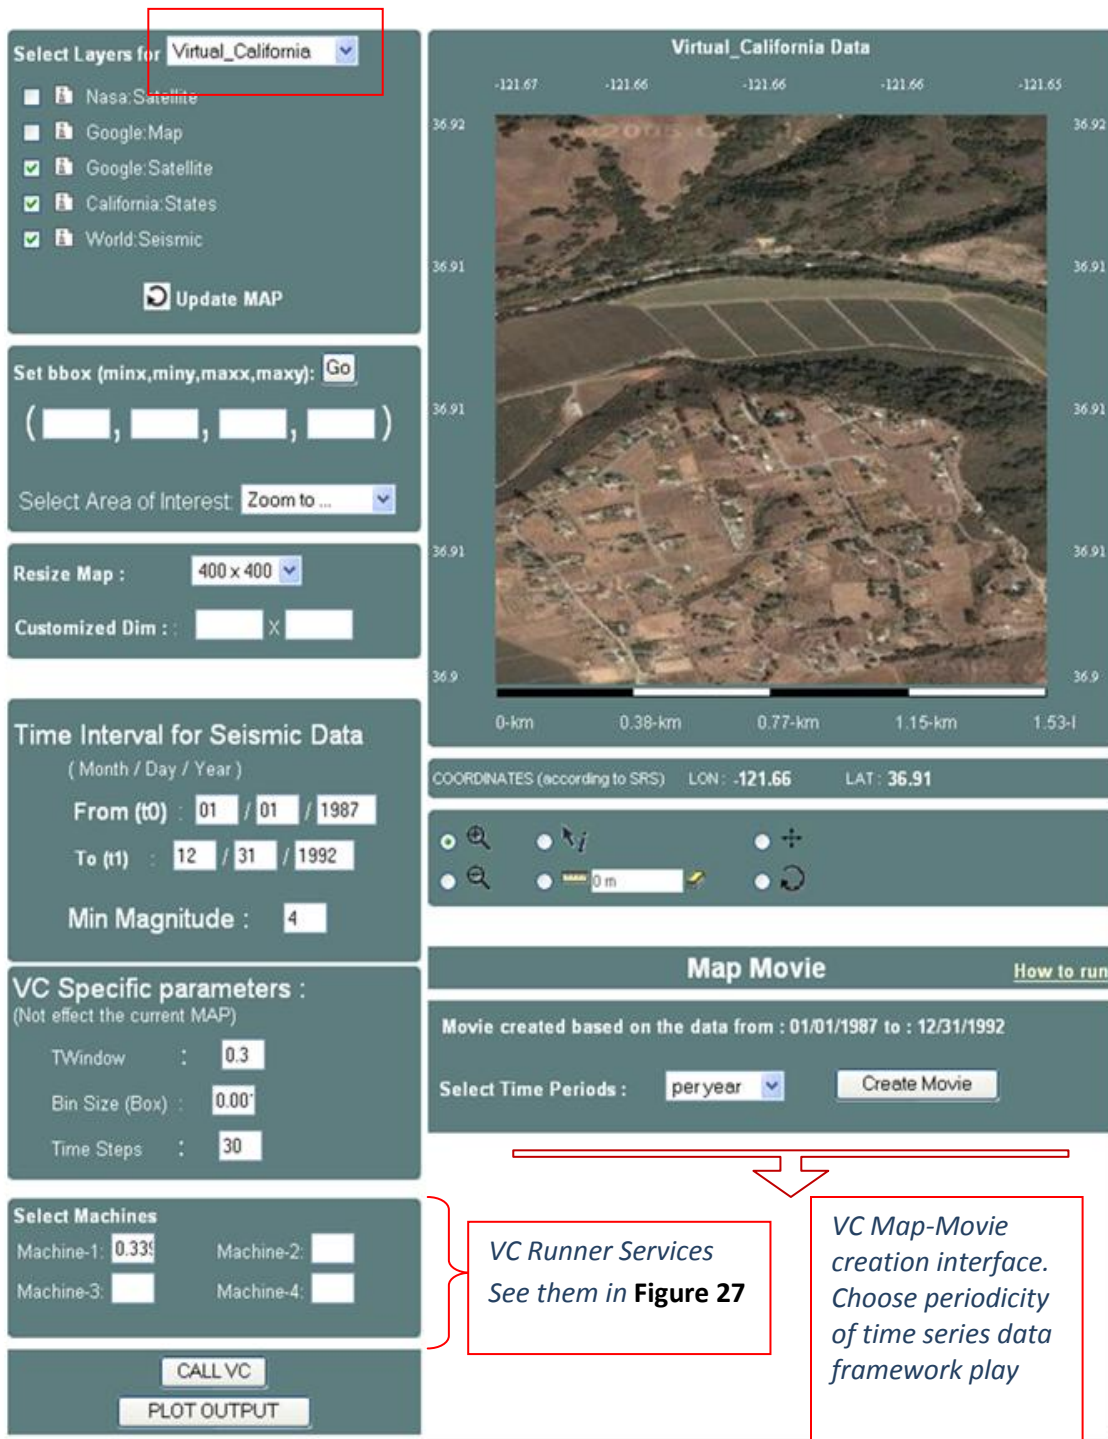 Select Layers for Virtual_California
Nasa:Satellite
Google:Map
Google:Satellite
California:States
World:Seismic
Update MAP
Set bbox (minx,miny,maxx,maxy): Go
( , , , )
Select Area of Interest: Zoom to ...
Resize Map : 400 x 400
Customized Dim : : X
Time Interval for Seismic Data
( Month / Day / Year )
From (t0) : 01 / 01 / 1987
To (t1) : 12 / 31 / 1992
Min Magnitude : 4
VC Specific parameters :
(Not effect the current MAP)
TWindow : 0.3
Bin Size (Box) : 0.00
Time Steps : 30
Select Machines
Machine-1: 0.339 Machine-2:
Machine-3: Machine-4:
CALL VC
PLOT OUTPUT
Virtual_California Data
-121.67 -121.66 -121.66 -121.66 -121.65
36.92 36.92
©2005
36.91 36.91
36.91 36.91
36.91 36.91
36.9 36.9
0-km 0.38-km 0.77-km 1.15-km 1.53-
COORDINATES (according to SRS) LON : -121.66 LAT : 36.91
i
0 m
Map Movie How to run
Movie created based on the data from : 01/01/1987 to : 12/31/1992
Select Time Periods : per year Create Movie
VC Runner Services
See them in Figure 27
VC Map-Movie
creation interface.
Choose periodicity
of time series data
framework play